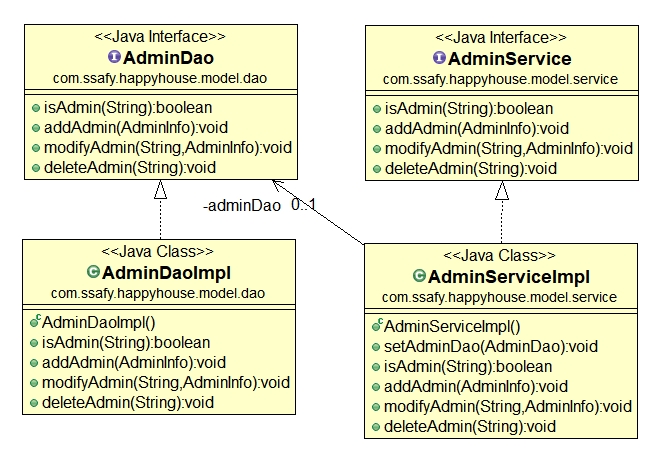 <<Java Interface>>
AdminDao
com.ssafy.happyhouse.model.dao
isAdmin(String):boolean
addAdmin(AdminInfo):void
modifyAdmin(String,AdminInfo):void
deleteAdmin(String):void
<<Java Interface>>
AdminService
com.ssafy.happyhouse.model.service
isAdmin(String):boolean
addAdmin(AdminInfo):void
modifyAdmin(String,AdminInfo):void
deleteAdmin(String):void
-adminDao 0..1
<<Java Class>>
AdminDaoImpl
com.ssafy.happyhouse.model.dao
AdminDaoImpl()
isAdmin(String):boolean
addAdmin(AdminInfo):void
modifyAdmin(String,AdminInfo):void
deleteAdmin(String):void
<<Java Class>>
AdminServiceImpl
com.ssafy.happyhouse.model.service
AdminServiceImpl()
setAdminDao(AdminDao):void
isAdmin(String):boolean
addAdmin(AdminInfo):void
modifyAdmin(String,AdminInfo):void
deleteAdmin(String):void